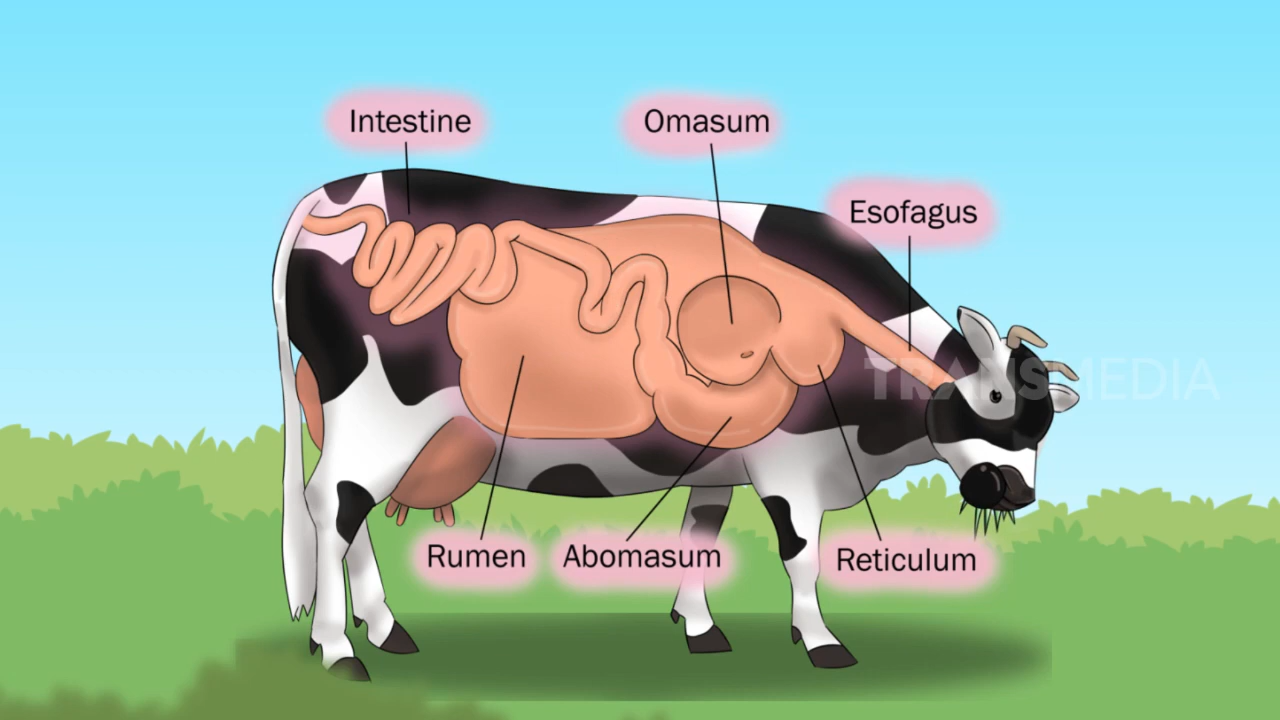 Intestine
Omasum
Esofagus
TRANSMEDIA
Rumen
Abomasum
Reticulum